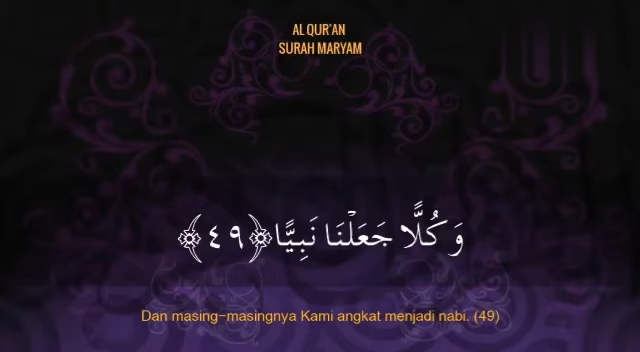 AL QUR'AN
SURAH MARYAM
وَكُلًّا جَعَلْنَا نَبِيًّا ﴿٤٩﴾
Dan masing-masingnya Kami angkat menjadi nabi. (49)